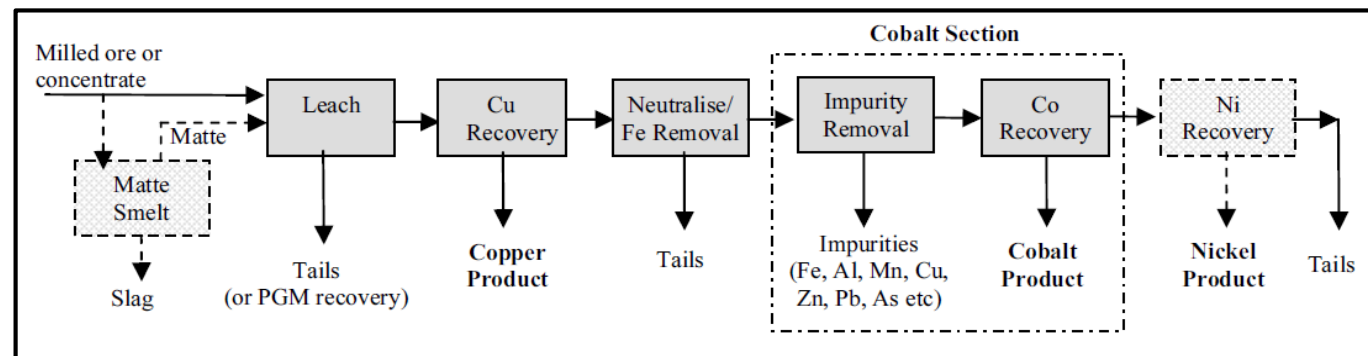 Cobalt Section
Milled ore or
concentrate
Matte
Matte
Smelt
Slag
Leach
Tails
(or PGM recovery)
Cu
Recovery
Copper
Product
Neutralise/
Fe Removal
Tails
Impurity
Removal
Impurities
(Fe, Al, Mn, Cu,
Zn, Pb, As etc)
Co
Recovery
Cobalt
Product
Ni
Recovery
Nickel
Product
Tails